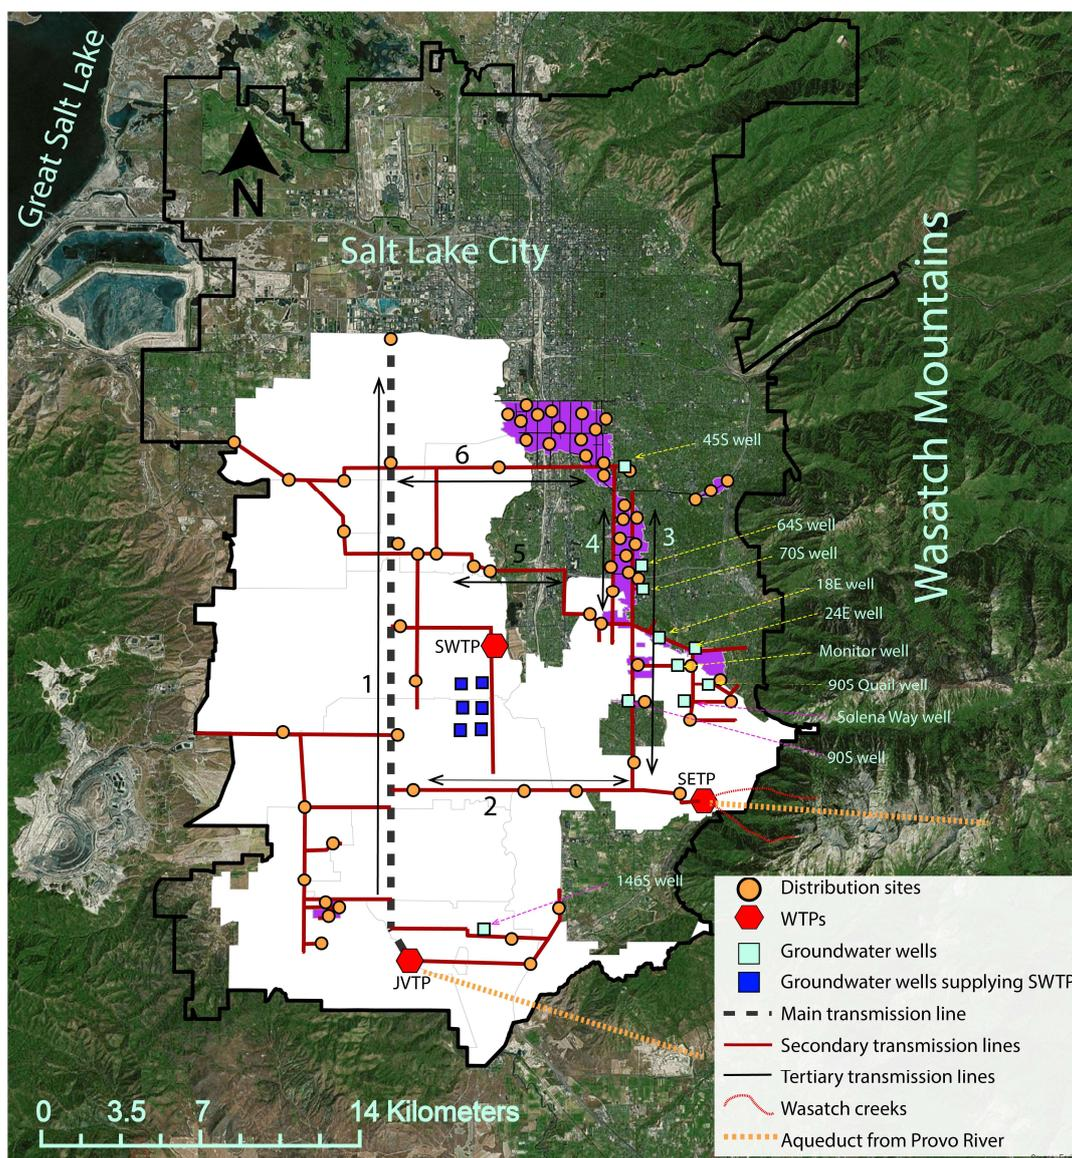 Great Salt Lake
N
Salt Lake City
Wasatch Mountains
45S well
6
64S well
4
3
70S well
5
18E well
24E well
SWTP
Monitor well
1
90S Quail well
Solena Way well
90S well
SETP
2
146S well
JVTP
Distribution sites
WTPs
Groundwater wells
Groundwater wells supplying SWTP
Main transmission line
Secondary transmission lines
Tertiary transmission lines
Wasatch creeks
Aqueduct from Provo River
0 3.5 7 14 Kilometers